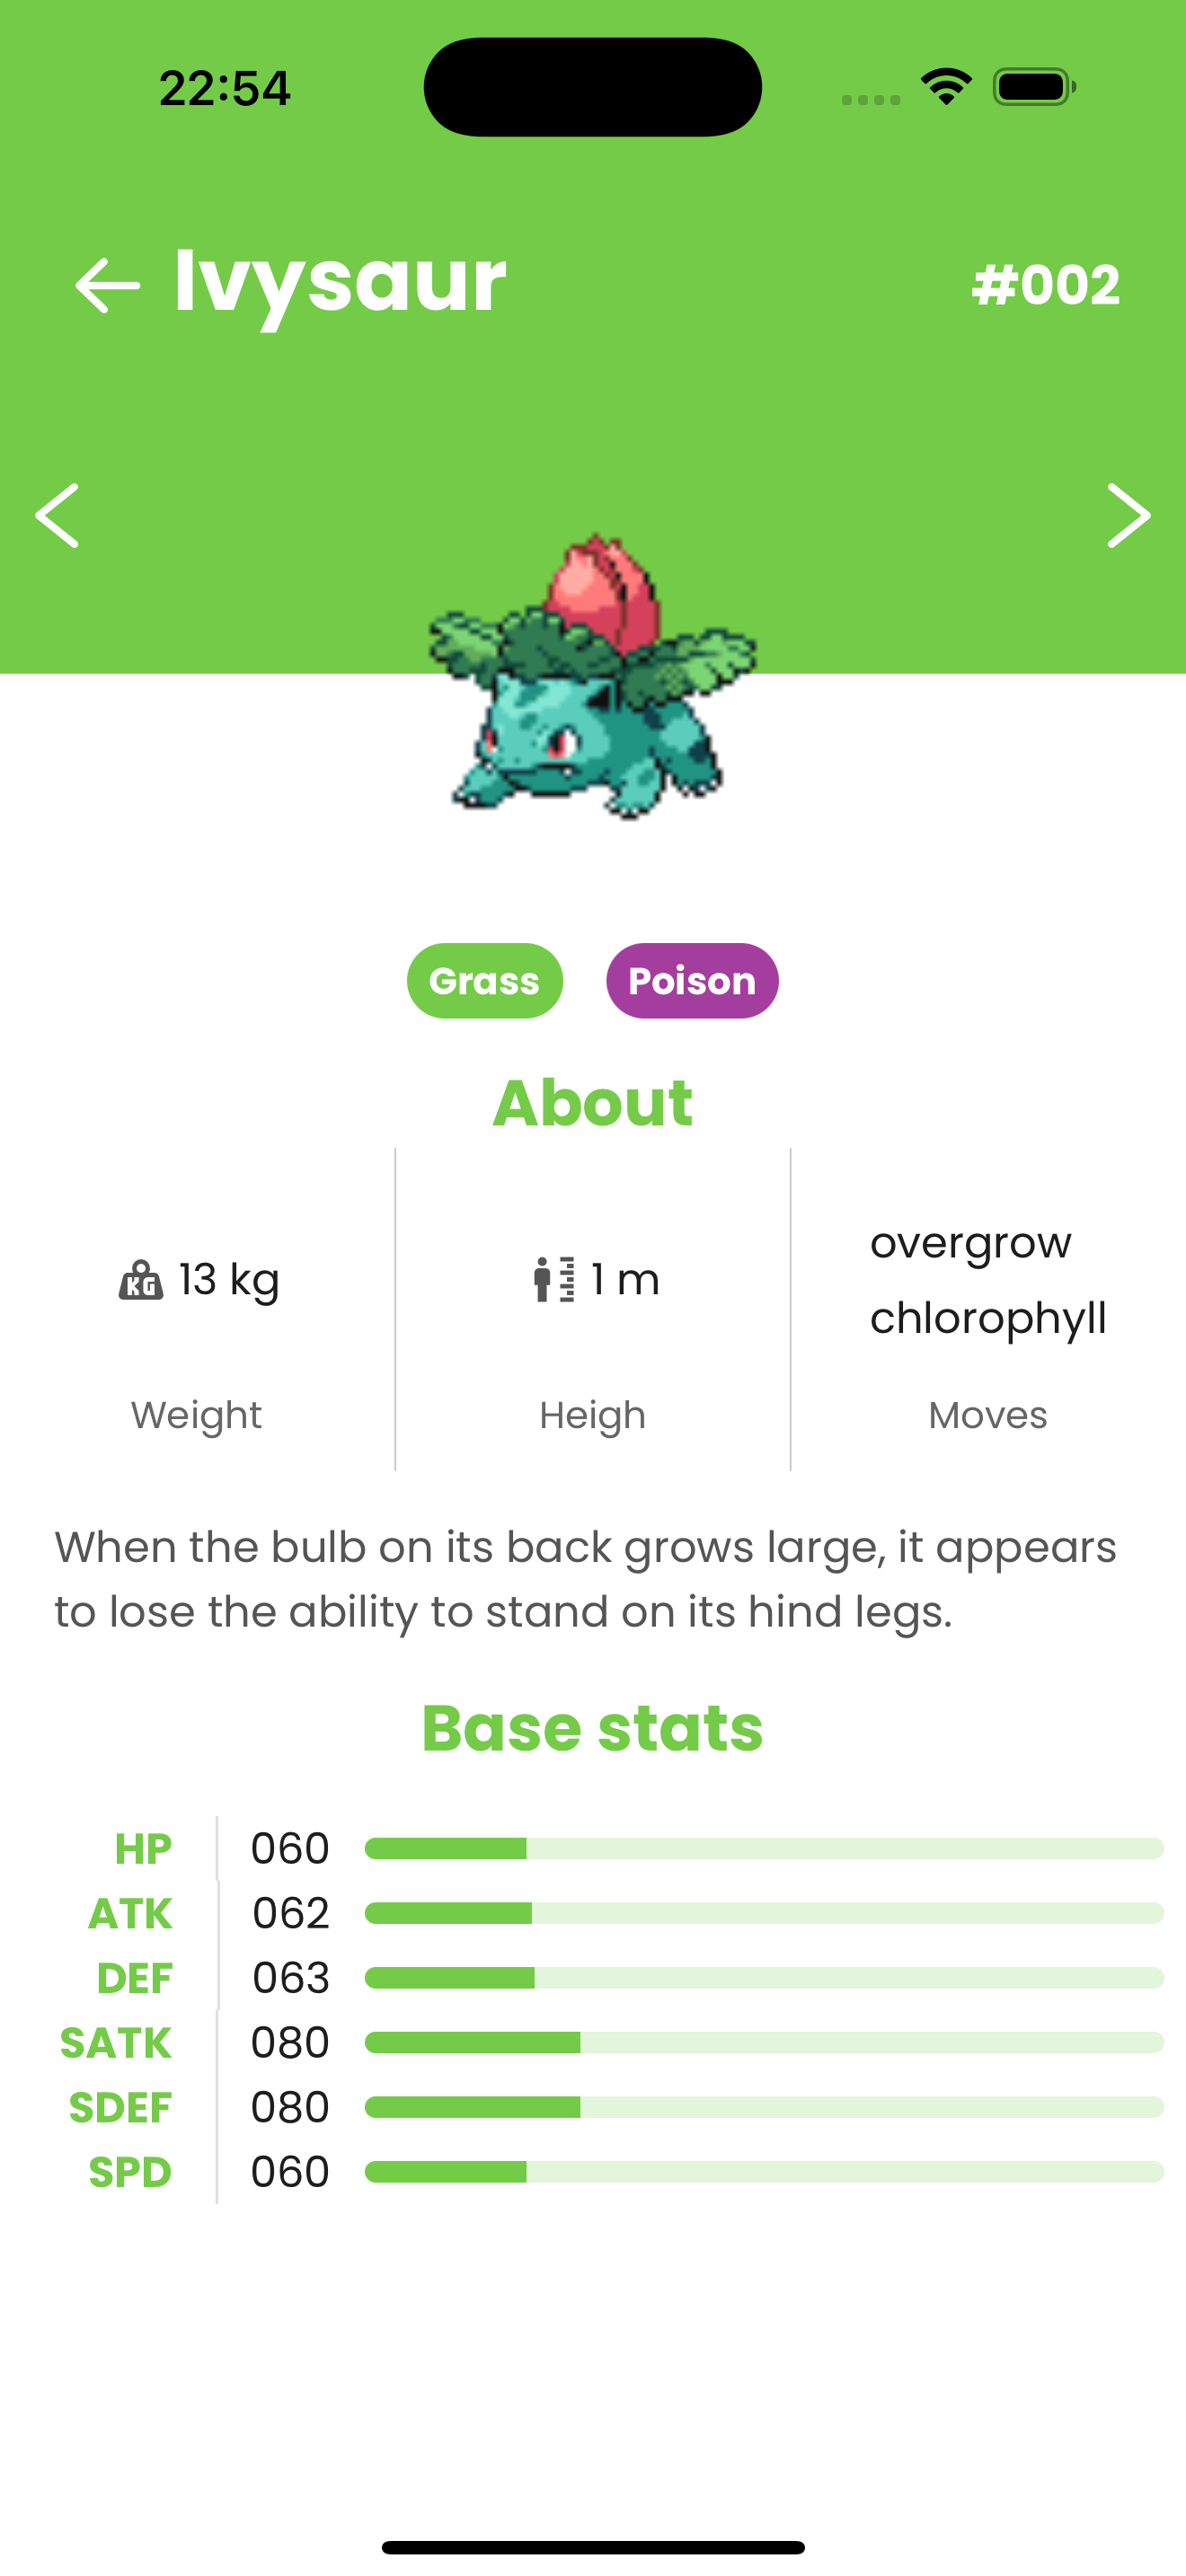 22:54
Ivysaur
#002
Grass Poison
About
KG 13 kg
1 m
overgrow
chlorophyll
Weight
Heigh
Moves
When the bulb on its back grows large, it appears
to lose the ability to stand on its hind legs.
Base stats
HP 060
ATK 062
DEF 063
SATK 080
SDEF 080
SPD 060